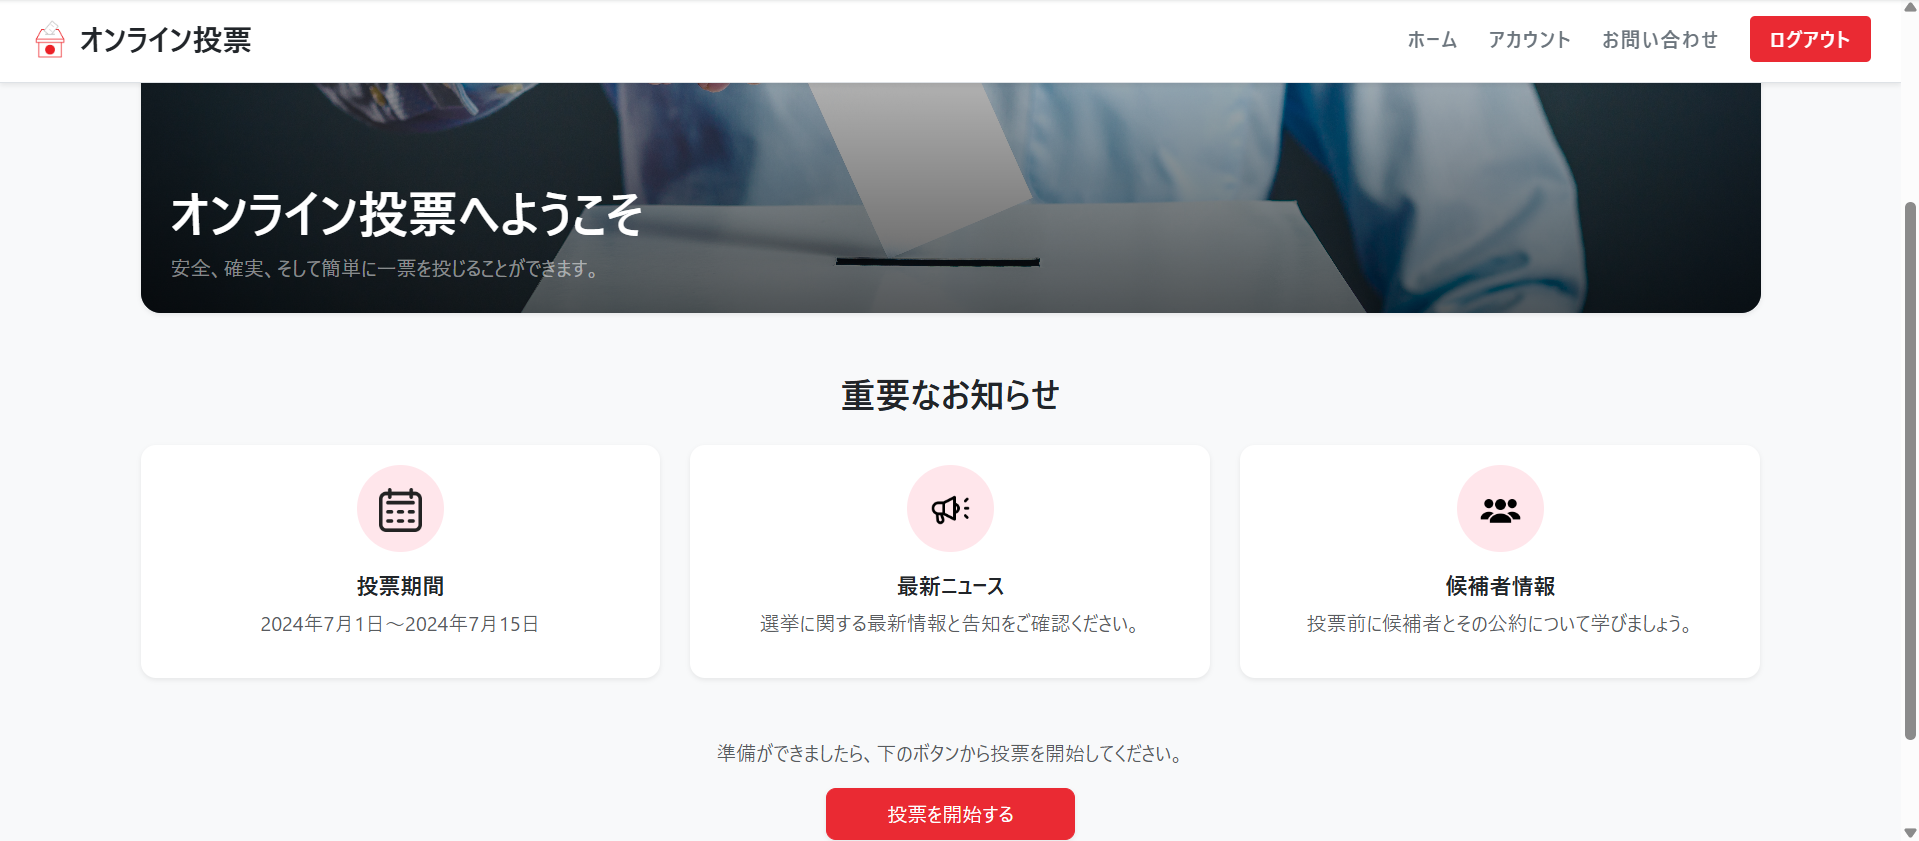 オンライン投票
ホーム
アカウント
お問い合わせ
ログアウト
オンライン投票へようこそ
安全、確実、そして簡単に一票を投じることができます。
重要なお知らせ
投票期間
2024年7月1日～2024年7月15日
最新ニュース
選挙に関する最新情報と告知をご確認ください。
候補者情報
投票前に候補者とその公約について学びましょう。
準備ができましたら、下のボタンから投票を開始してください。
投票を開始する